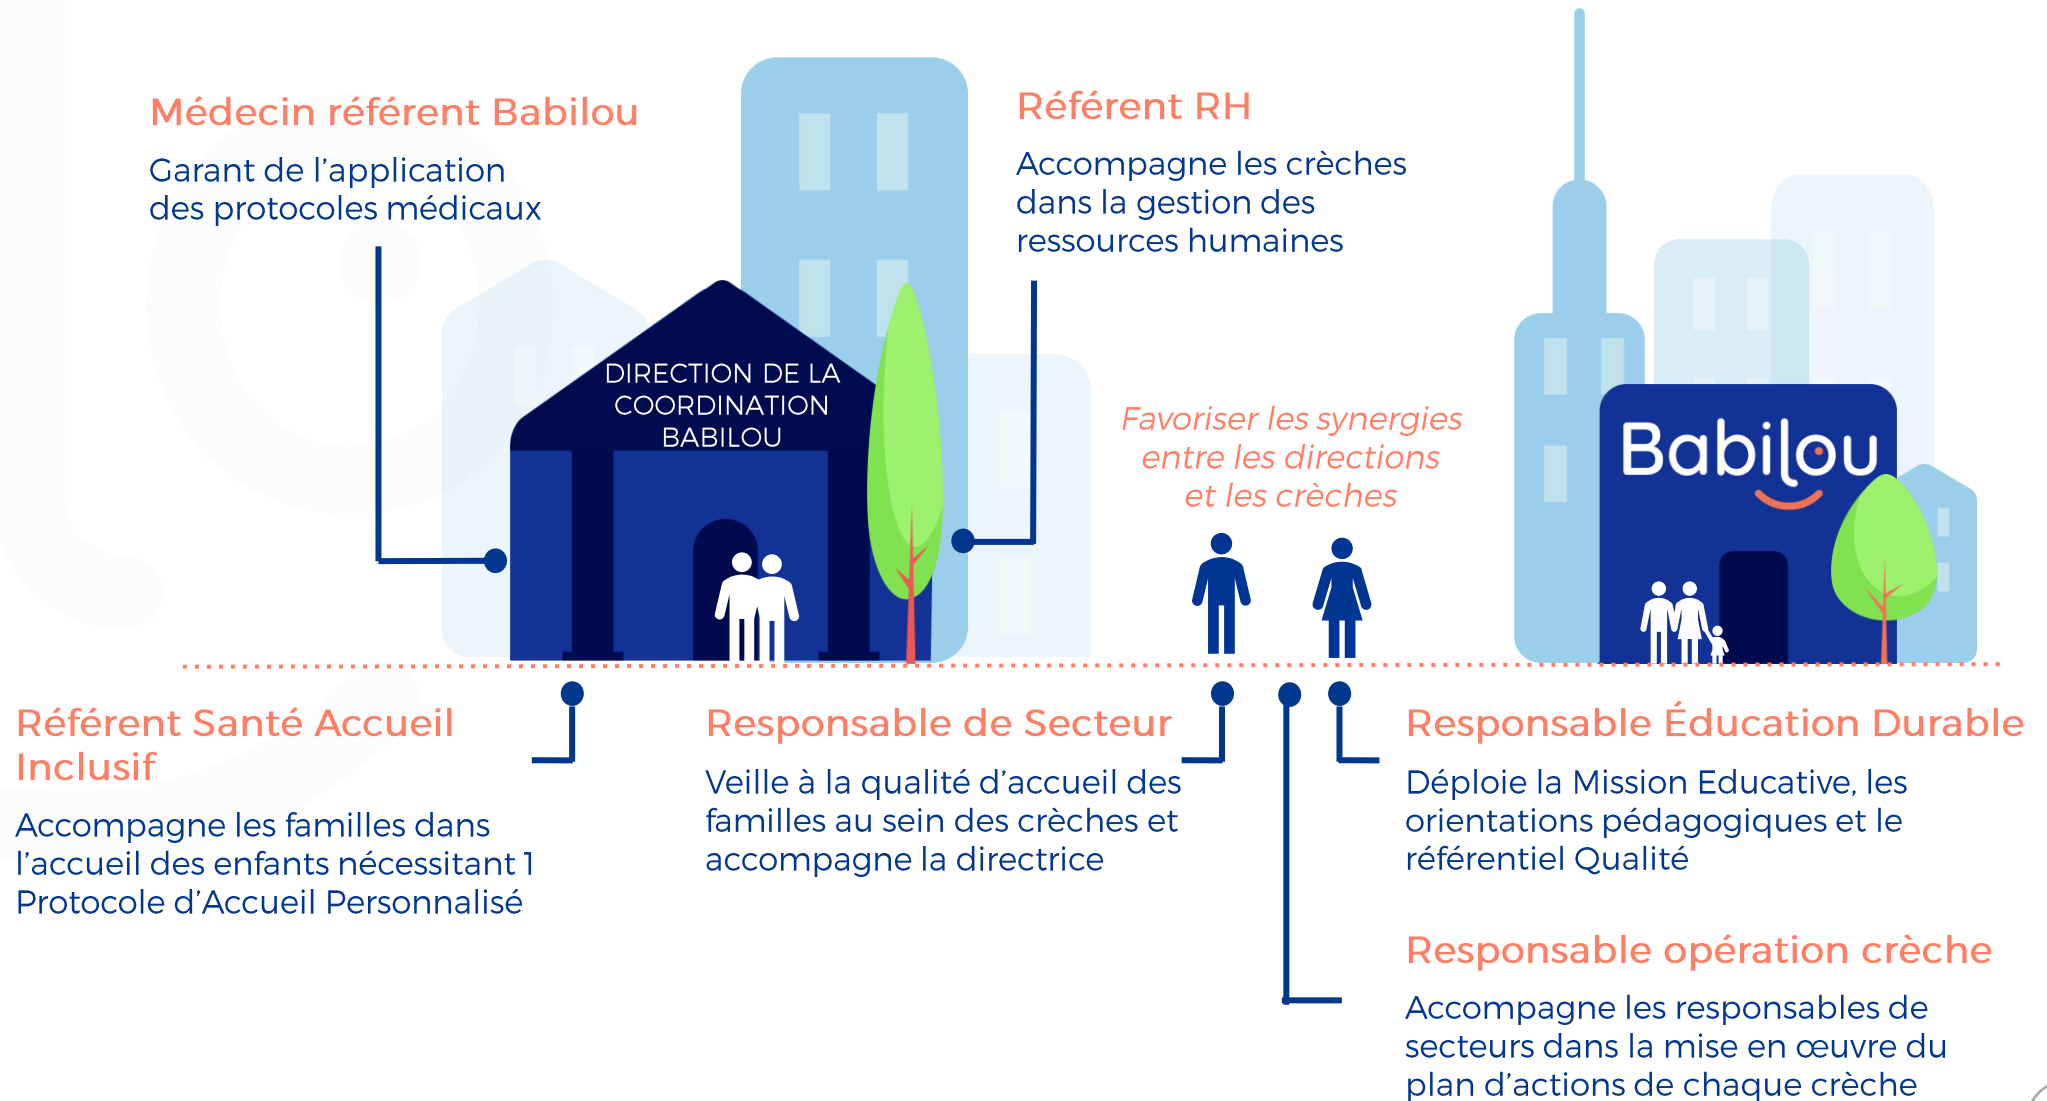 Médecin référent Babilou
Garant de l'application
des protocoles médicaux
Référent RH
Accompagne les crèches
dans la gestion des
ressources humaines
DIRECTION DE LA
COORDINATION
BABILOU
Favoriser les synergies
entre les directions
et les crèches
Babilou
Référent Santé Accueil
Inclusif
Accompagne les familles dans
l'accueil des enfants nécessitant 1
Protocole d'Accueil Personnalisé
Responsable de Secteur
Veille à la qualité d'accueil des
familles au sein des crèches et
accompagne la directrice
Responsable Éducation Durable
Déploie la Mission Educative, les
orientations pédagogiques et le
référentiel Qualité
Responsable opération crèche
Accompagne les responsables de
secteurs dans la mise en œuvre du
plan d'actions de chaque crèche